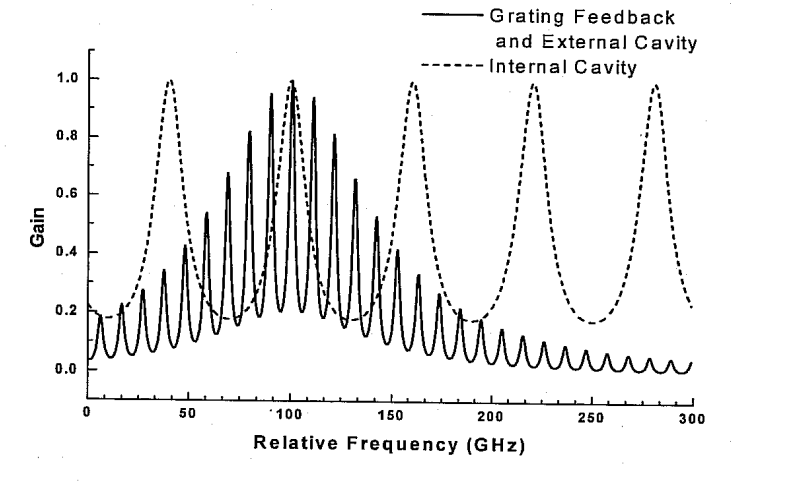 Grating Feedback
and External Cavity
Internal Cavity
1.0
0.8
0.6
0.4
0.2
0.0
Gain
0
50
100
150
200
250
300
Relative Frequency (GHz)